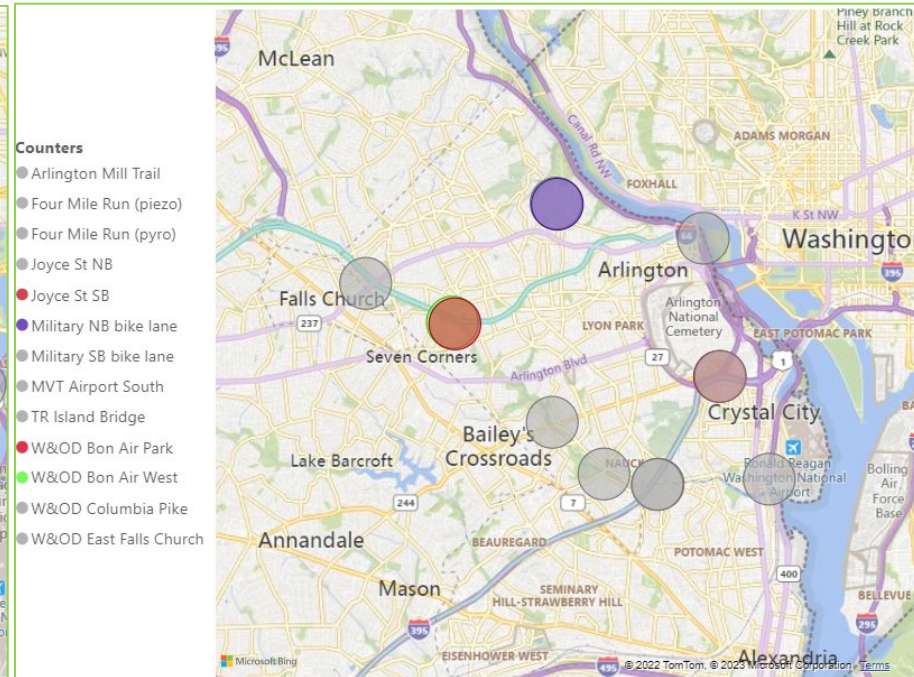 Counters
Arlington Mill Trail
Four Mile Run (piezo)
Four Mile Run (pyro)
Joyce St NB
Joyce St SB
Military NB bike lane
Military SB bike lane
MVT Airport South
TR Island Bridge
W&OD Bon Air Park
W&OD Bon Air West
W&OD Columbia Pike
W&OD East Falls Church
Piney Branch
Hill at Rock
Creek Park
395
McLean
Canal Rd NW
ADAMS MORGAN
FOXHALL
K St NW
66
Washingto
395
Arlington
Falls Church
Arlington
National
Cemetery
LYON PARK
EAST POTOMAC PARK
237
Seven Corners
27
1
Arlington Blvd
Crystal City
Bailey's
Crossroads
Lake Barcroft
NAUCK
Ronald Reagan
Washington National
Airport
Bolling
Air
Force
Base
244
7
Annandale
BEAUREGARD
POTOMAC WEST
400
Mason
SEMINARY
HILL-STRAWBERRY HILL
BELLEVUE
395
295
EISENHOWER WEST
Alexandria
Microsoft Bing
495
© 2022 TomTom, © 2023 Microsoft Corporation
Terms